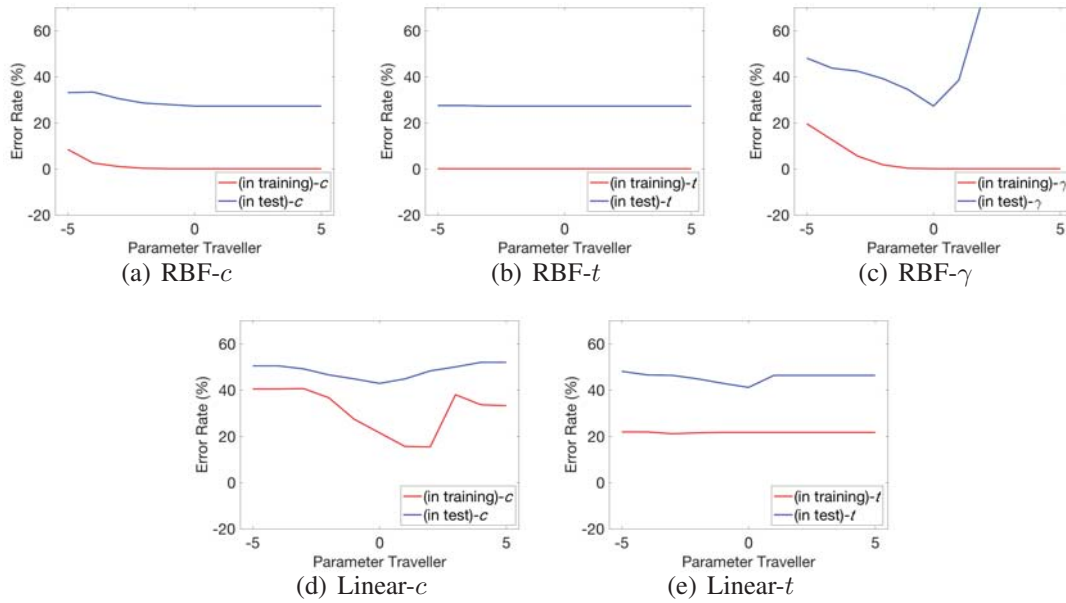 60
40
20
0
-20
Error Rate (%)
(in training)-c
(in test)-c
-5 0 5
Parameter Traveller
(a) RBF-c
60
40
20
0
-20
Error Rate (%)
(in training)-t
(in test)-t
-5 0 5
Parameter Traveller
(b) RBF-t
60
40
20
0
-20
Error Rate (%)
(in training)-γ
(in test)-γ
-5 0 5
Parameter Traveller
(c) RBF-γ
60
40
20
0
-20
Error Rate (%)
(in training)-c
(in test)-c
-5 0 5
Parameter Traveller
(d) Linear-c
60
40
20
0
-20
Error Rate (%)
(in training)-t
(in test)-t
-5 0 5
Parameter Traveller
(e) Linear-t